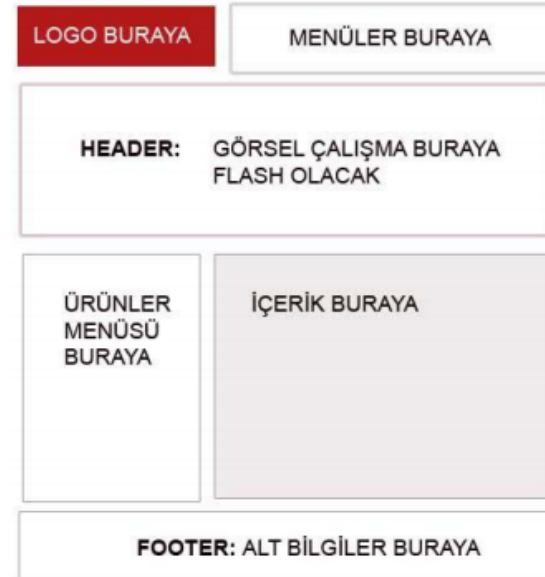 LOGO BURAYA
MENÜLER BURAYA
HEADER: GÖRSEL ÇALIŞMA BURAYA
FLASH OLACAK
ÜRÜNLER
MENÜSÜ
BURAYA
İÇERİK BURAYA
FOOTER: ALT BİLGİLER BURAYA